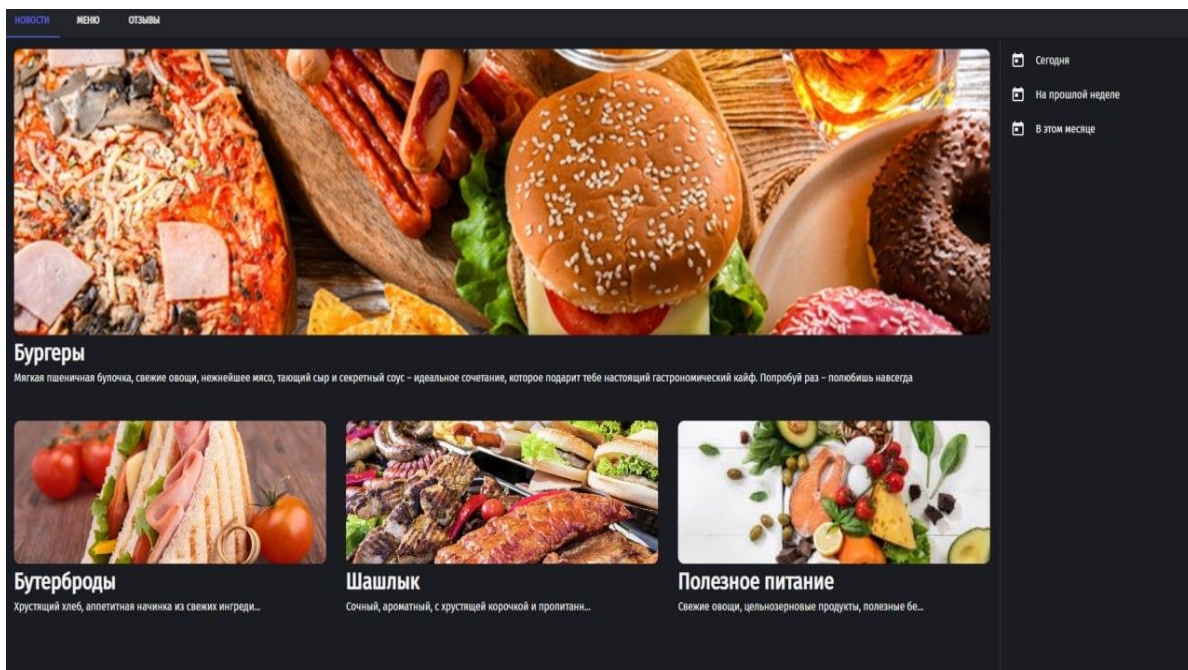 НОВОСТИ МЕНЮ ОТЗЫВЫ
Сегодня
На прошлой неделе
В этом месяце
Бургеры
Мягкая пшеничная булочка, свежие овощи, нежнейшее мясо, тающий сыр и секретный соус – идеальное сочетание, которое подарит тебе настоящий гастрономический кайф. Попробуй раз – полюбишь навсегда
Бутерброды
Хрустящий хлеб, аппетитная начинка из свежих ингреди...
Шашлык
Сочный, ароматный, с хрустящей корочкой и пропитанн...
Полезное питание
Свежие овощи, цельнозерновые продукты, полезные бе...